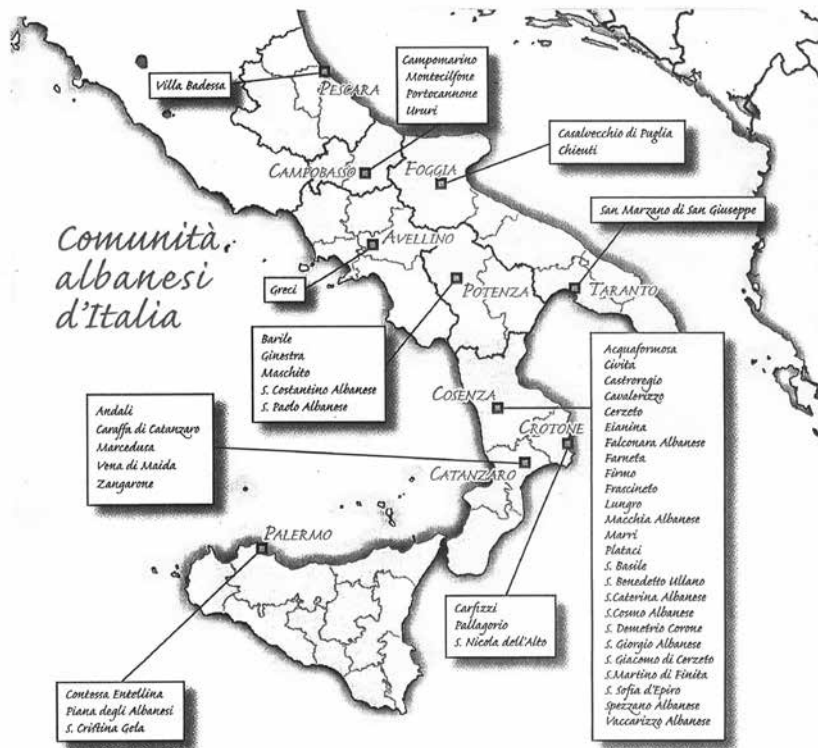 Villa Badessa
PESCARA
Campomarino
Montecilfone
Portocannone
Ururi
CAMPOBASSO
FOGGIA
Casalvecchio di Puglia
Chieuti
San Marzano di San Giuseppe
Comunità
albanesi
d'Italia
AVELLINO
Greci
POTENZA
TARANTO
Barile
Ginestra
Maschito
S. Costantino Albanese
S. Paolo Albanese
COSENZA
CROTONE
CATANZARO
Andali
Caraffa di Catanzaro
Marcedusa
Vena di Maida
Zangarone
Acquaformosa
Civita
Castroregio
Cavalerizzo
Cerzeto
Eianina
Falconara Albanese
Farneta
Firmo
Frascineto
Lungro
Macchia Albanese
Marri
Plataci
S. Basile
S. Benedetto Ullano
S.Caterina Albanese
S.Cosmo Albanese
S. Demetrio Corone
S. Giorgio Albanese
S. Giacomo di Cerzeto
S.Martino di Finita
S. Sofia d'Epiro
Spezzano Albanese
Vaccarizzo Albanese
PALERMO
Carfizzi
Pallagorio
S. Nicola dell'Alto
Contessa Entellina
Piana degli Albanesi
S. Cristina Gela